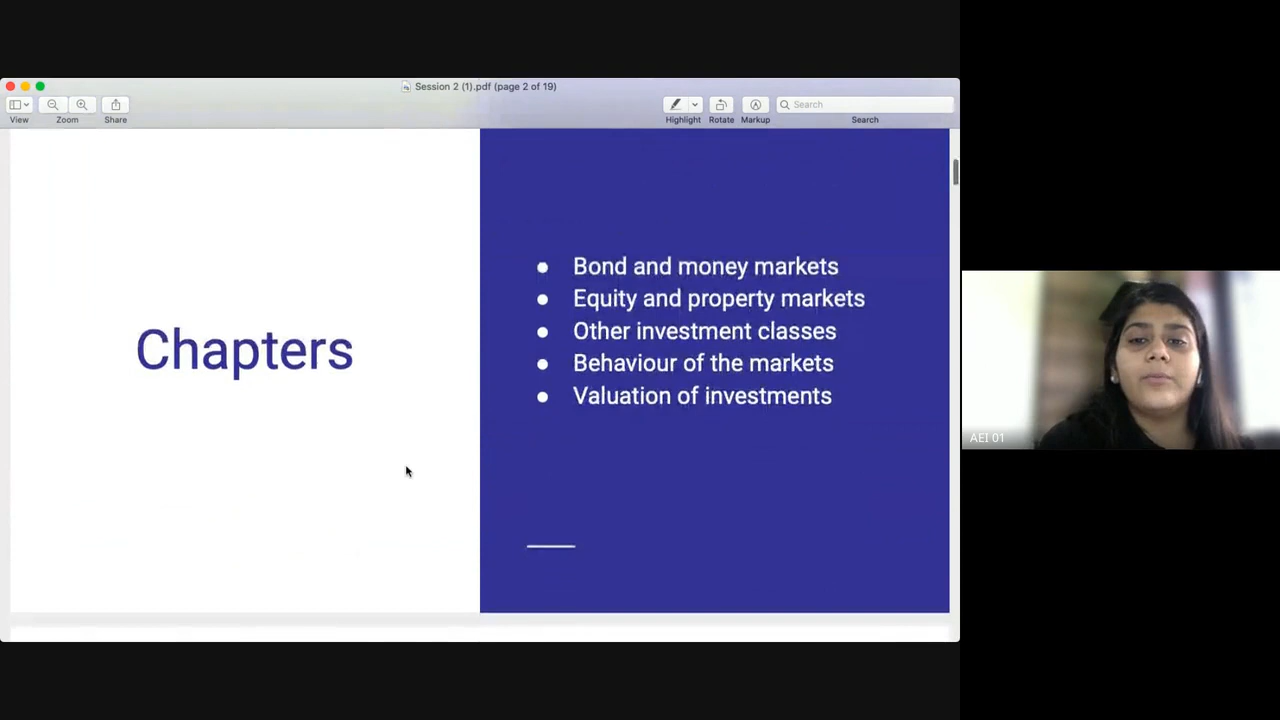 Session 2 (1).pdf (page 2 of 19)
View
Zoom
Share
Highlight
Rotate
Markup
Search
Search
Chapters
● Bond and money markets
● Equity and property markets
● Other investment classes
● Behaviour of the markets
● Valuation of investments
AEI 01